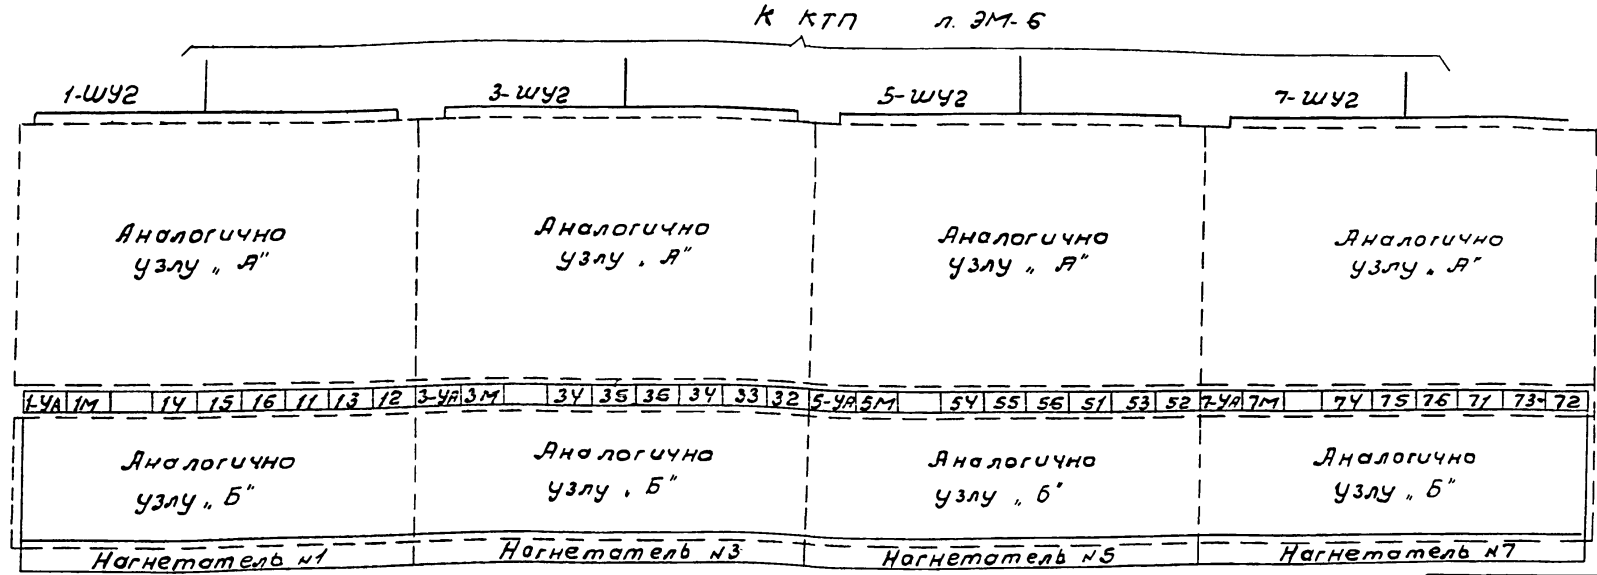 К КТП л. ЭМ-6
1-ШУ2 3-ШУ2 5-ШУ2 7-ШУ2
Аналогично узлу „А"
Аналогично узлу „А"
Аналогично узлу „А"
Аналогично узлу „А"
1-УА 1М 14 15 16 11 13 12 3-УА 3М 34 35 36 34 33 32 5-УА 5М 54 55 56 51 53 52 7-УА 7М 74 75 76 71 73 72
Аналогично узлу „Б"
Аналогично узлу „Б"
Аналогично узлу „Б"
Аналогично узлу „Б"
Нагнетатель №1 Нагнетатель №3 Нагнетатель №5 Нагнетатель №7